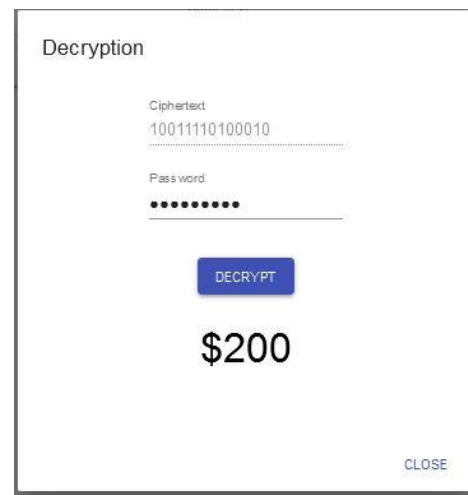 Decryption
Ciphertext
10011110100010
Password
•••••••••
DECRYPT
$200
CLOSE